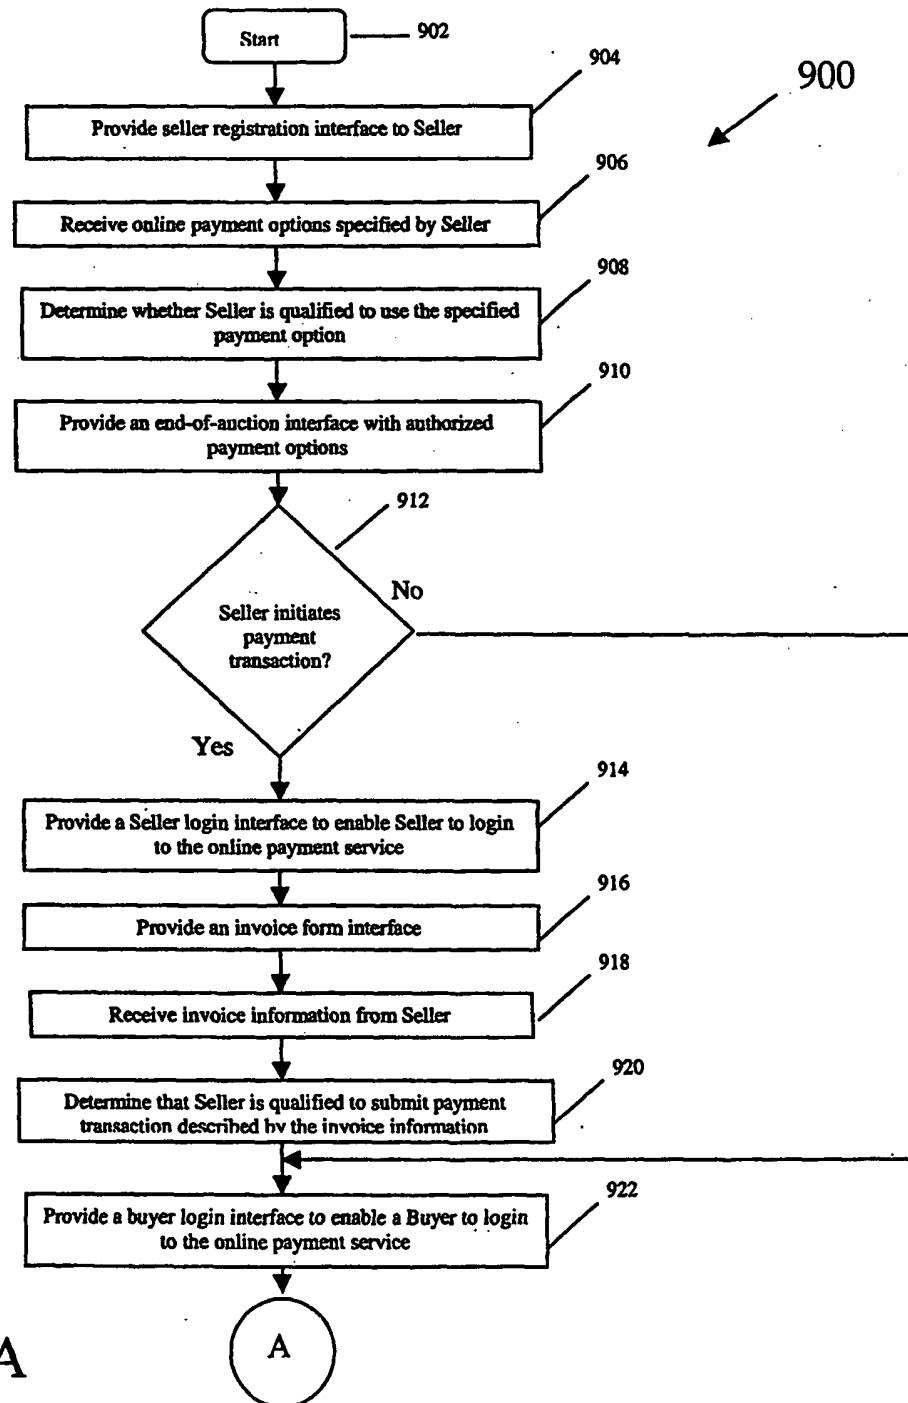 Start
902
904
900
Provide seller registration interface to Seller
906
Receive online payment options specified by Seller
908
Determine whether Seller is qualified to use the specified
payment option
910
Provide an end-of-auction interface with authorized
payment options
912
No
Seller initiates
payment
transaction?
Yes
914
Provide a Seller login interface to enable Seller to login
to the online payment service
916
Provide an invoice form interface
918
Receive invoice information from Seller
920
Determine that Seller is qualified to submit payment
transaction described by the invoice information
922
Provide a buyer login interface to enable a Buyer to login
to the online payment service
A
A